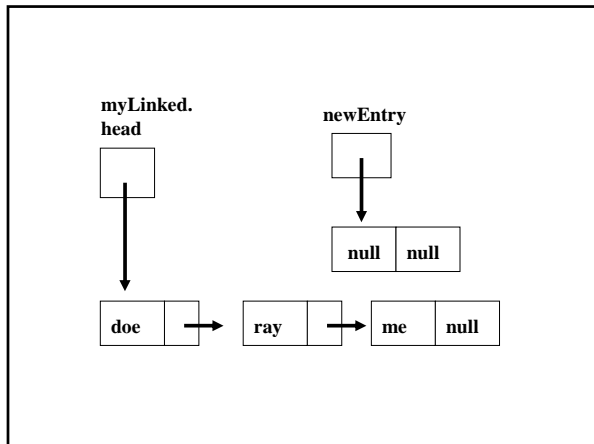 myLinked.
head
newEntry
null null
doe ray me null